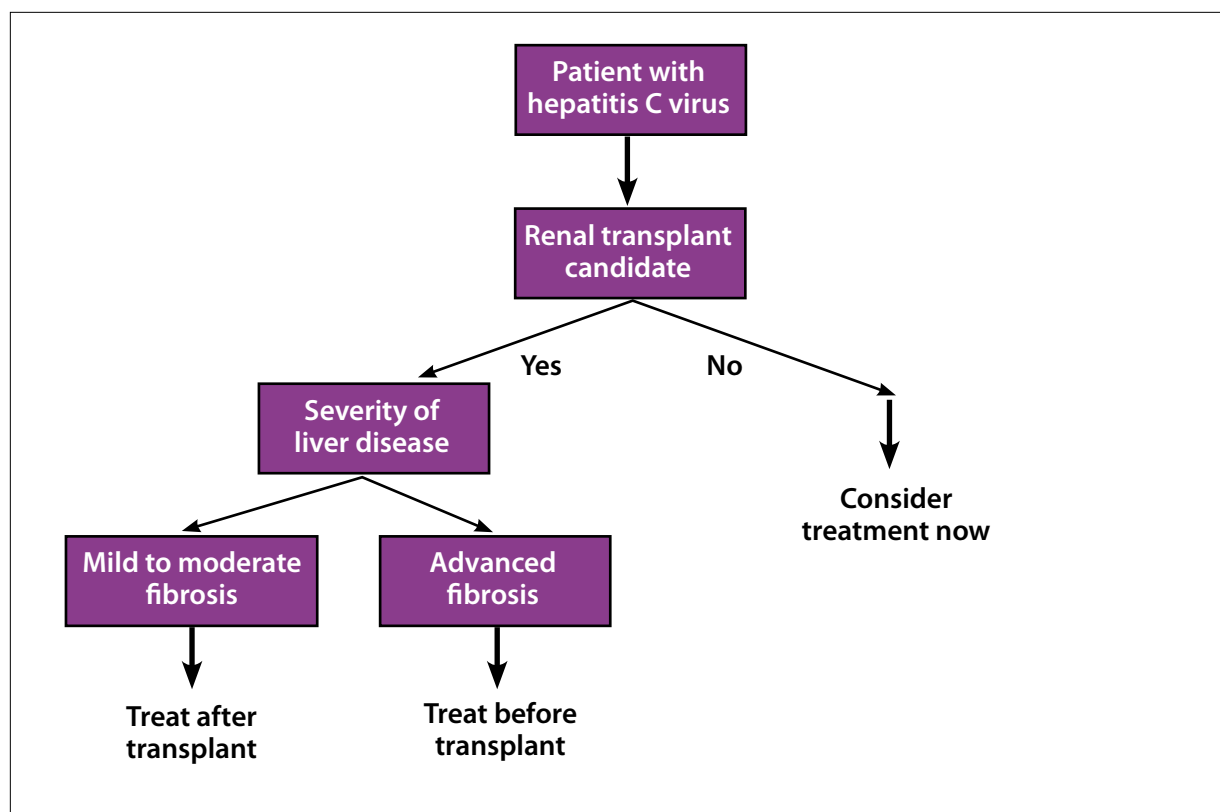 Patient with
hepatitis C virus
Renal transplant
candidate
Yes
No
Severity of
liver disease
Consider
treatment now
Mild to moderate
fibrosis
Advanced
fibrosis
Treat after
transplant
Treat before
transplant